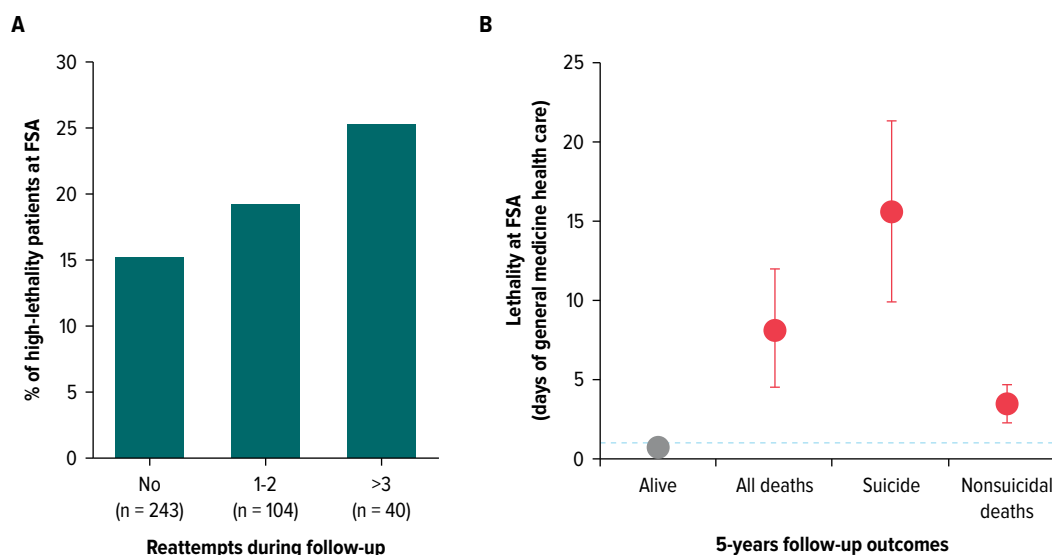 A
% of high-lethality patients at FSA
30
25
20
15
10
5
0
No
(n = 243)
1-2
(n = 104)
>3
(n = 40)
Reattempts during follow-up
B
Lethality at FSA
(days of general medicine health care)
25
20
15
10
5
0
Alive
All deaths
Suicide
Nonsuicidal
deaths
5-years follow-up outcomes